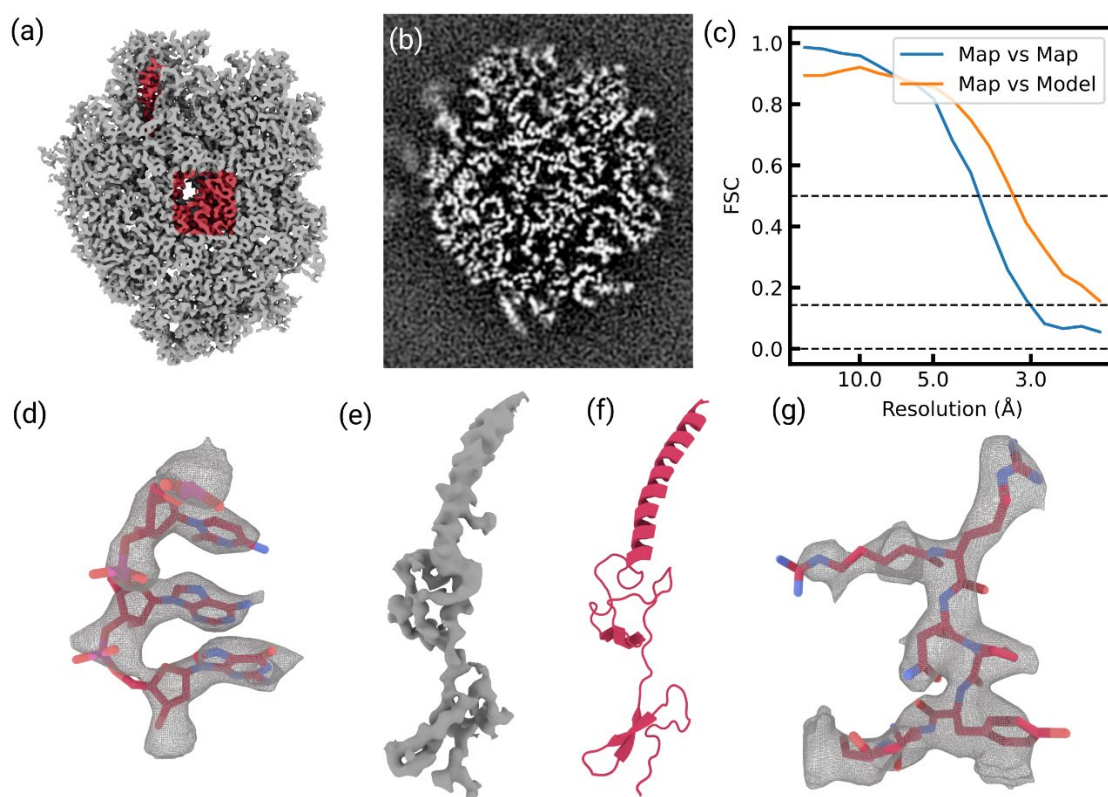 (a)
(b)
(c)
Map vs Map
Map vs Model
1.0
0.8
0.6
0.4
0.2
0.0
FSC
10.0 5.0 3.0
Resolution (Å)
(d)
(e)
(f)
(g)